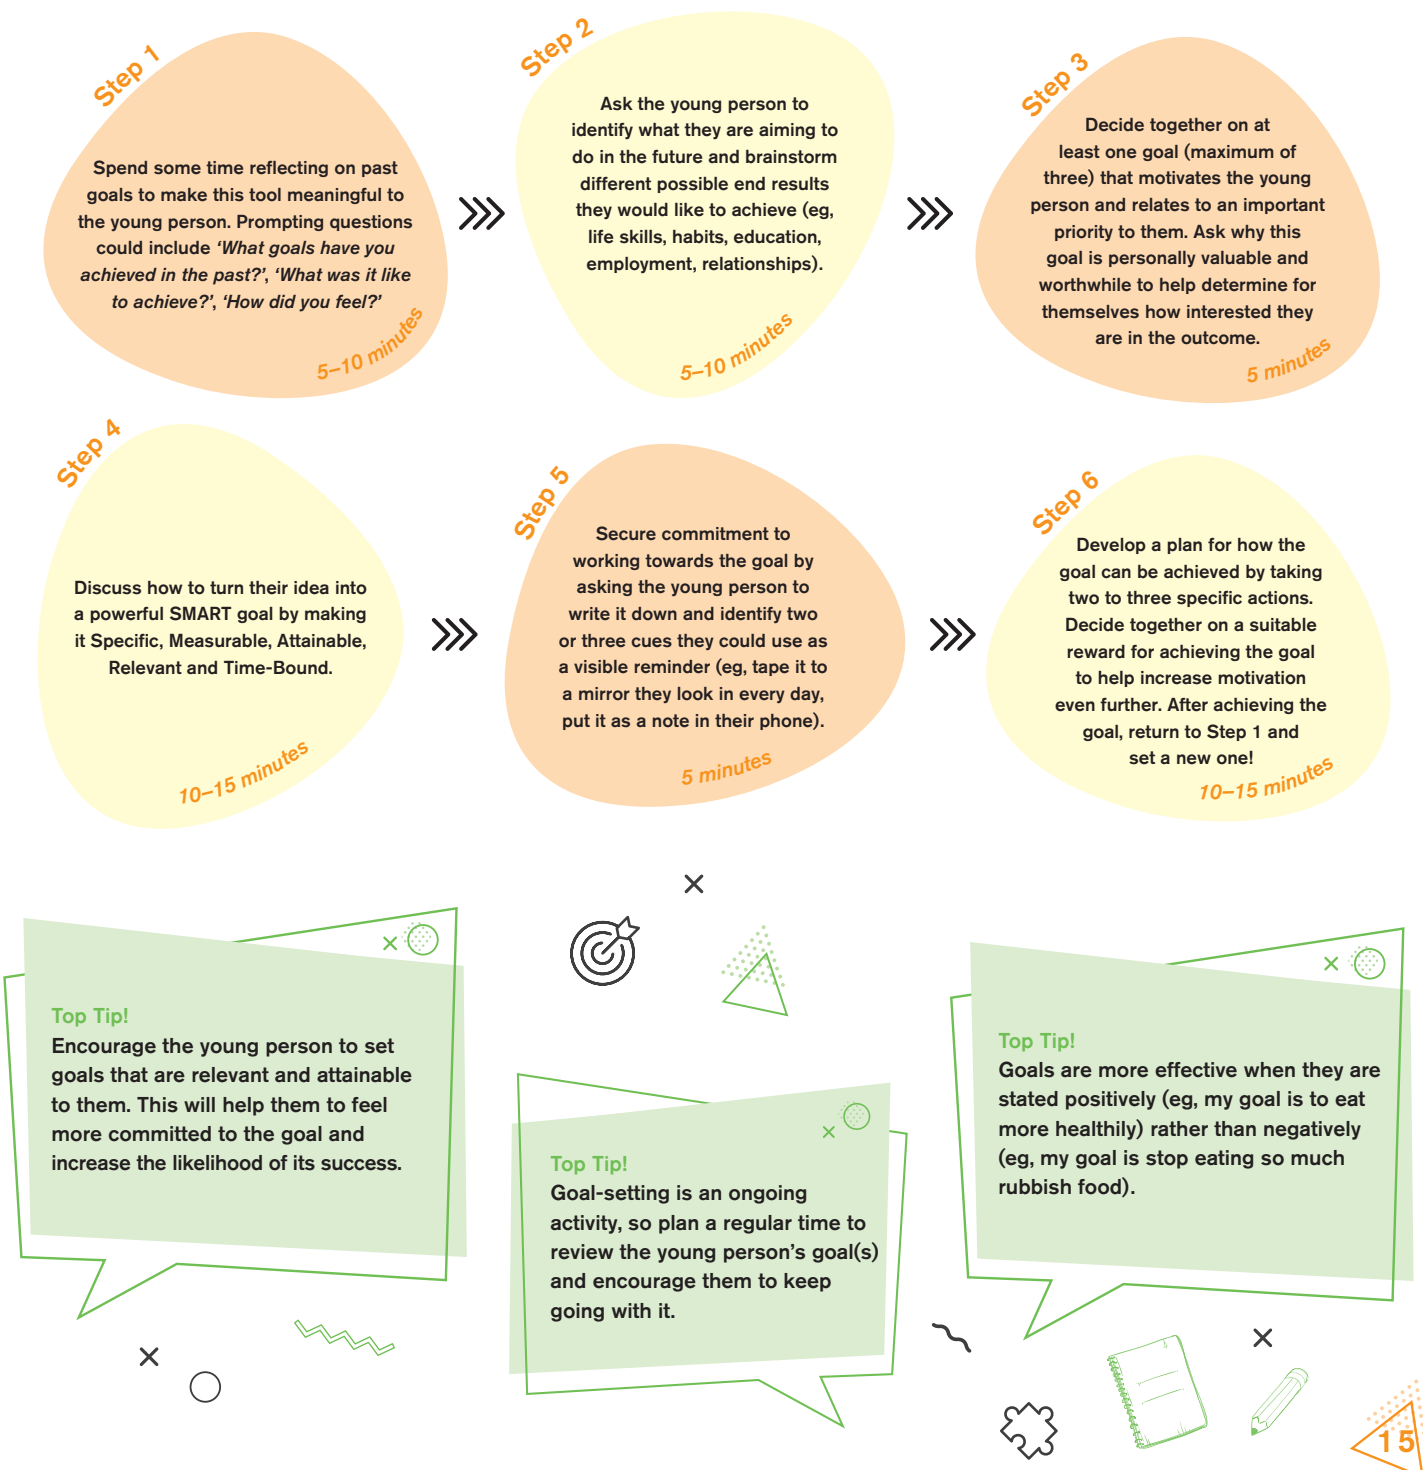 Step 1
Spend some time reflecting on past
goals to make this tool meaningful to
the young person. Prompting questions
could include ‘What goals have you
achieved in the past?’, ‘What was it like
to achieve?’, ‘How did you feel?’
5–10 minutes
Step 2
Ask the young person to
identify what they are aiming to
do in the future and brainstorm
different possible end results
they would like to achieve (eg,
life skills, habits, education,
employment, relationships).
5–10 minutes
Step 3
Decide together on at
least one goal (maximum of
three) that motivates the young
person and relates to an important
priority to them. Ask why this
goal is personally valuable and
worthwhile to help determine for
themselves how interested they
are in the outcome.
5 minutes
Step 4
Discuss how to turn their idea into
a powerful SMART goal by making
it Specific, Measurable, Attainable,
Relevant and Time-Bound.
10–15 minutes
Step 5
Secure commitment to
working towards the goal by
asking the young person to
write it down and identify two
or three cues they could use as
a visible reminder (eg, tape it to
a mirror they look in every day,
put it as a note in their phone).
5 minutes
Step 6
Develop a plan for how the
goal can be achieved by taking
two to three specific actions.
Decide together on a suitable
reward for achieving the goal
to help increase motivation
even further. After achieving the
goal, return to Step 1 and
set a new one!
10–15 minutes
Top Tip!
Encourage the young person to set
goals that are relevant and attainable
to them. This will help them to feel
more committed to the goal and
increase the likelihood of its success.
Top Tip!
Goal-setting is an ongoing
activity, so plan a regular time to
review the young person’s goal(s)
and encourage them to keep
going with it.
Top Tip!
Goals are more effective when they are
stated positively (eg, my goal is to eat
more healthily) rather than negatively
(eg, my goal is stop eating so much
rubbish food).
15